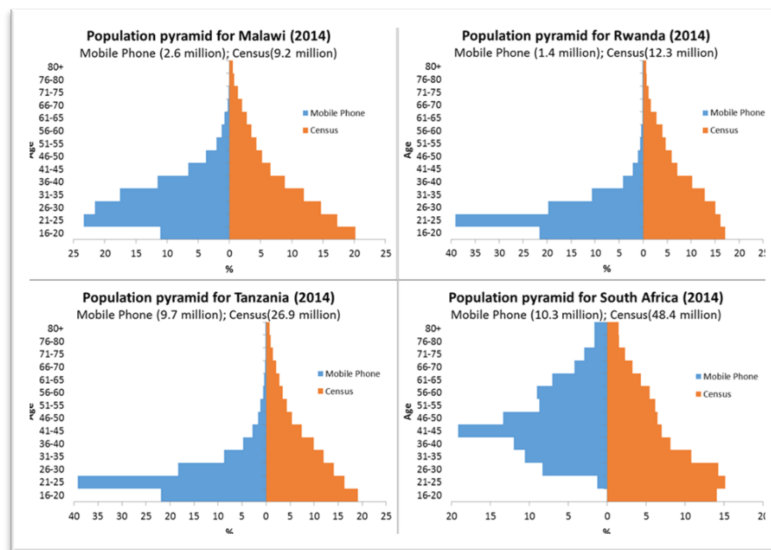 Population pyramid for Malawi (2014)
Mobile Phone (2.6 million); Census(9.2 million)
80+
76-80
71-75
66-70
61-65
56-60
51-55
46-50
41-45
36-40
31-35
26-30
21-25
16-20
Age
Mobile Phone
Census
25 20 15 10 5 0 5 10 15 20 25
%
Population pyramid for Rwanda (2014)
Mobile Phone (1.4 million); Census(12.3 million)
80+
76-80
71-75
66-70
61-65
56-60
51-55
46-50
41-45
36-40
31-35
26-30
21-25
16-20
Age
Mobile Phone
Census
40 35 30 25 20 15 10 5 0 5 10 15 20 25
%
Population pyramid for Tanzania (2014)
Mobile Phone (9.7 million); Census(26.9 million)
80+
76-80
71-75
66-70
61-65
56-60
51-55
46-50
41-45
36-40
31-35
26-30
21-25
16-20
Age
Mobile Phone
Census
40 35 30 25 20 15 10 5 0 5 10 15 20 25
%
Population pyramid for South Africa (2014)
Mobile Phone (10.3 million); Census(48.4 million)
80+
76-80
71-75
66-70
61-65
56-60
51-55
46-50
41-45
36-40
31-35
26-30
21-25
16-20
Age
Mobile Phone
Census
20 15 10 5 0 5 10 15 20
%